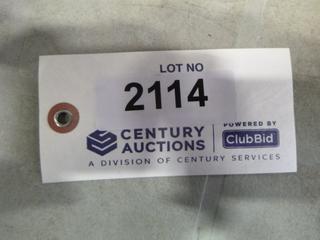 LOT NO
2114
CENTURY AUCTIONS
POWERED BY
ClubBid
A DIVISION OF CENTURY SERVICES